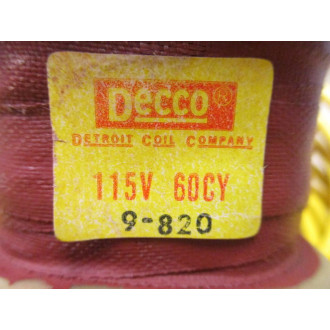 Decco®
DETROIT COIL COMPANY
115V 60CY
9-820